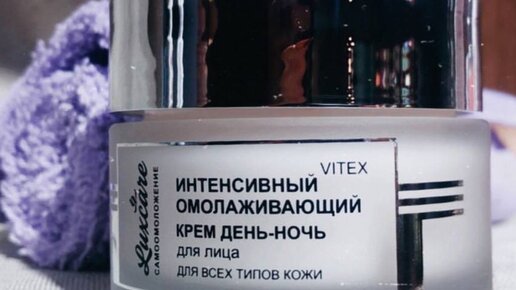 Luxcare
САМООМОЛОЖЕНИЕ
VITEX
ИНТЕНСИВНЫЙ
ОМОЛАЖИВАЮЩИЙ
КРЕМ ДЕНЬ-НОЧЬ
для лица
ДЛЯ ВСЕХ ТИПОВ КОЖИ